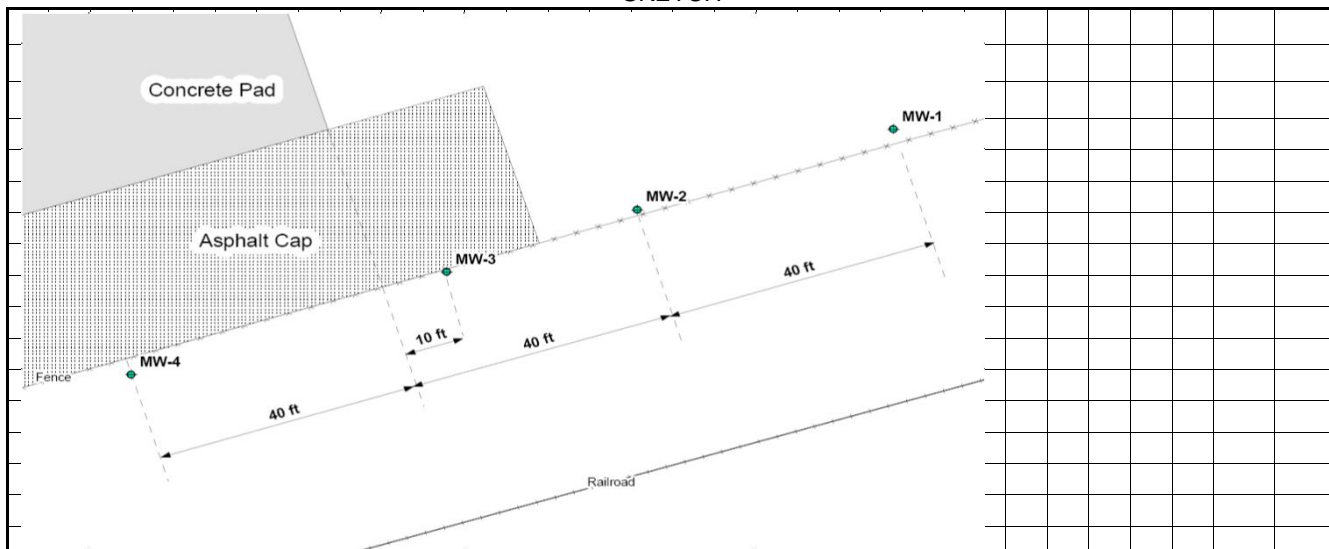 SKETCH
Concrete Pad
MW-1
MW-2
Asphalt Cap
MW-3
40 ft
10 ft
40 ft
MW-4
Fence
40 ft
Railroad